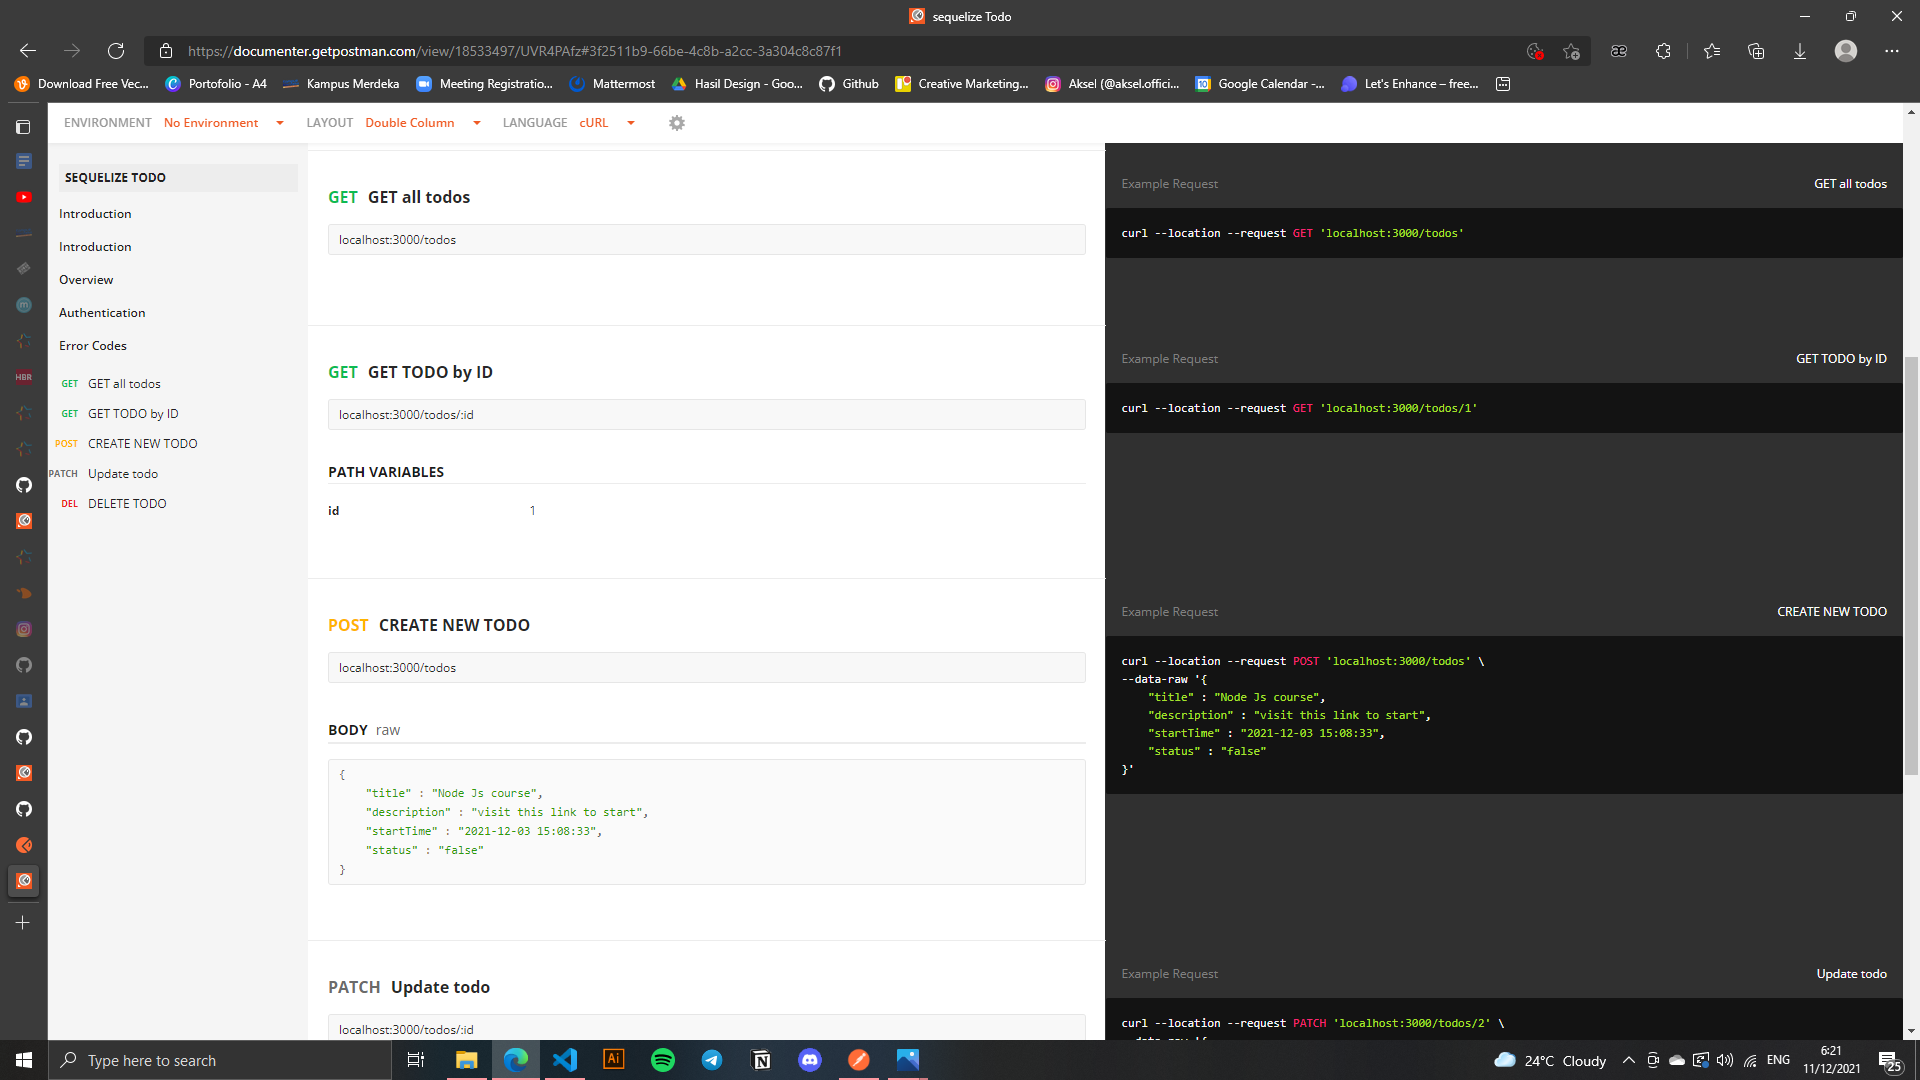 sequelize Todo
https://documenter.getpostman.com/view/18533497/UVR4PAfz#3f2511b9-66be-4c8b-a2cc-3a304c8c87f1
Download Free Vec... Portofolio - A4 Kampus Merdeka Meeting Registratio... Mattermost Hasil Design - Goo... Github Creative Marketing... Aksel (@aksel.offici... Google Calendar -... Let's Enhance – free...
ENVIRONMENT No Environment LAYOUT Double Column LANGUAGE cURL
SEQUELIZE TODO
Introduction
Introduction
Overview
Authentication
Error Codes
GET GET all todos
GET GET TODO by ID
POST CREATE NEW TODO
PATCH Update todo
DEL DELETE TODO
HBR
GET GET all todos
localhost:3000/todos
GET GET TODO by ID
localhost:3000/todos/:id
PATH VARIABLES
id 1
POST CREATE NEW TODO
localhost:3000/todos
BODY raw
{
"title" : "Node Js course",
"description" : "visit this link to start",
"startTime" : "2021-12-03 15:08:33",
"status" : "false"
}
PATCH Update todo
localhost:3000/todos/:id
Example Request GET all todos
curl --location --request GET 'localhost:3000/todos'
Example Request GET TODO by ID
curl --location --request GET 'localhost:3000/todos/1'
Example Request CREATE NEW TODO
curl --location --request POST 'localhost:3000/todos' \
--data-raw '{
"title" : "Node Js course",
"description" : "visit this link to start",
"startTime" : "2021-12-03 15:08:33",
"status" : "false"
}'
Example Request Update todo
curl --location --request PATCH 'localhost:3000/todos/2' \
Type here to search
Ai
24°C Cloudy
ENG
6:21
11/12/2021
25